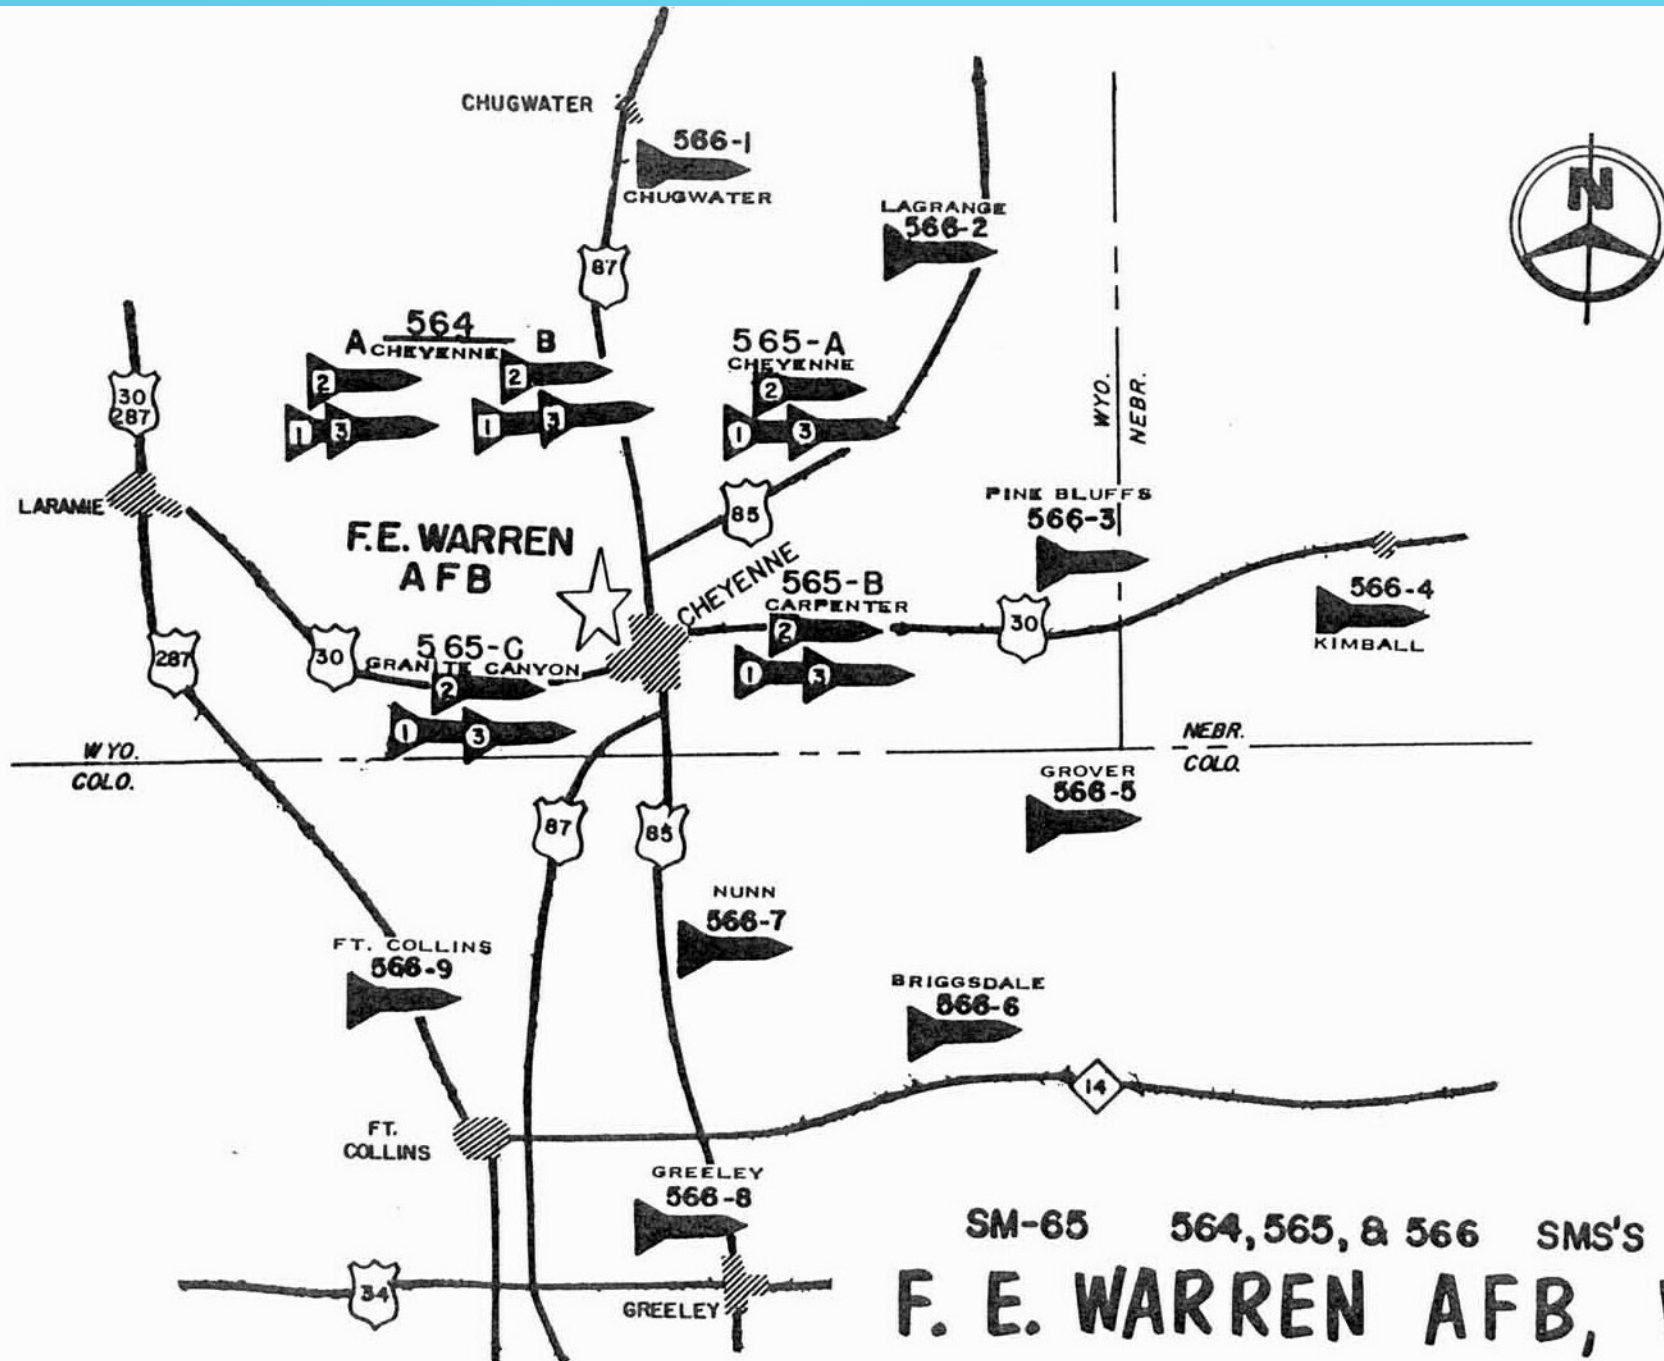 CHUGWATER
566-1
CHUGWATER
LAGRANGE
566-2
N
87
A 564 B
CHEYENNE
2
1 3
2
1 3
565-A
CHEYENNE
2
1 3
30
287
WYO.
NEBR.
LARAMIE
85
PINE BLUFFS
566-3
F.E. WARREN
AFB
CHEYENNE
565-B
CARPENTER
2
1 3
30
566-4
KIMBALL
287
30
565-C
GRANITE CANYON
2
1 3
WYO.
COLO.
NEBR.
COLO.
GROVER
566-5
87
85
NUNN
566-7
FT. COLLINS
566-9
BRIGGSDALE
566-6
14
FT.
COLLINS
GREELEY
566-8
34
GREELEY
SM-65 564, 565, & 566 SMS'S
F. E. WARREN AFB,